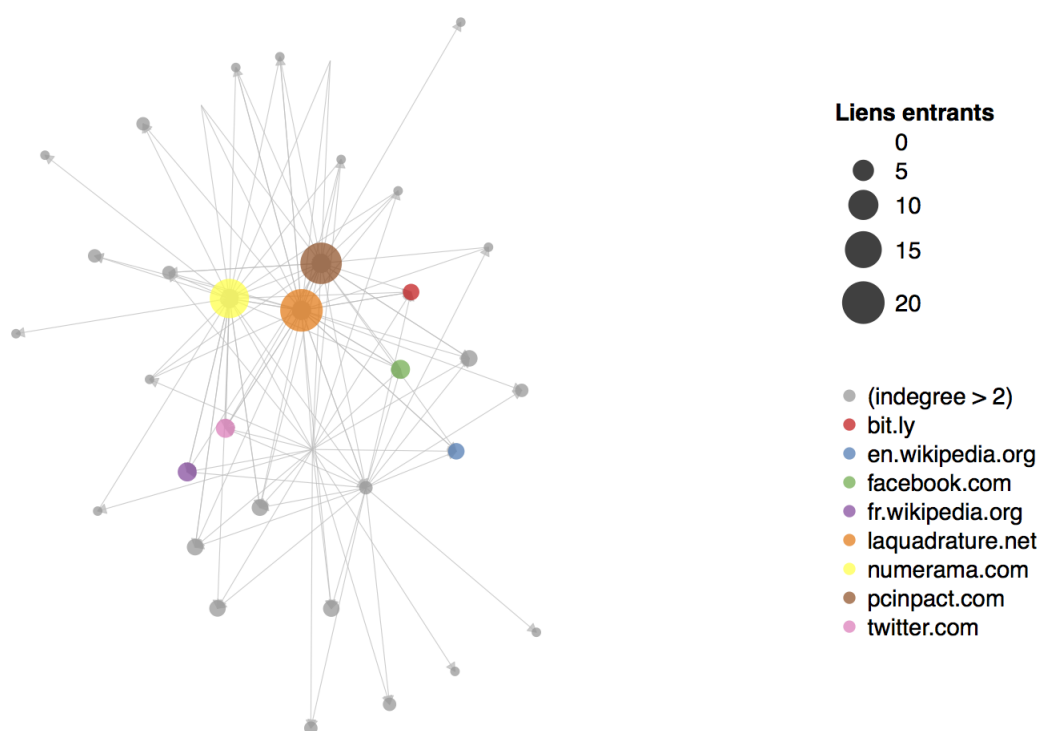 Liens entrants
0
5
10
15
20
(indegree > 2)
bit.ly
en.wikipedia.org
facebook.com
fr.wikipedia.org
laquadrature.net
numerama.com
pcinpact.com
twitter.com